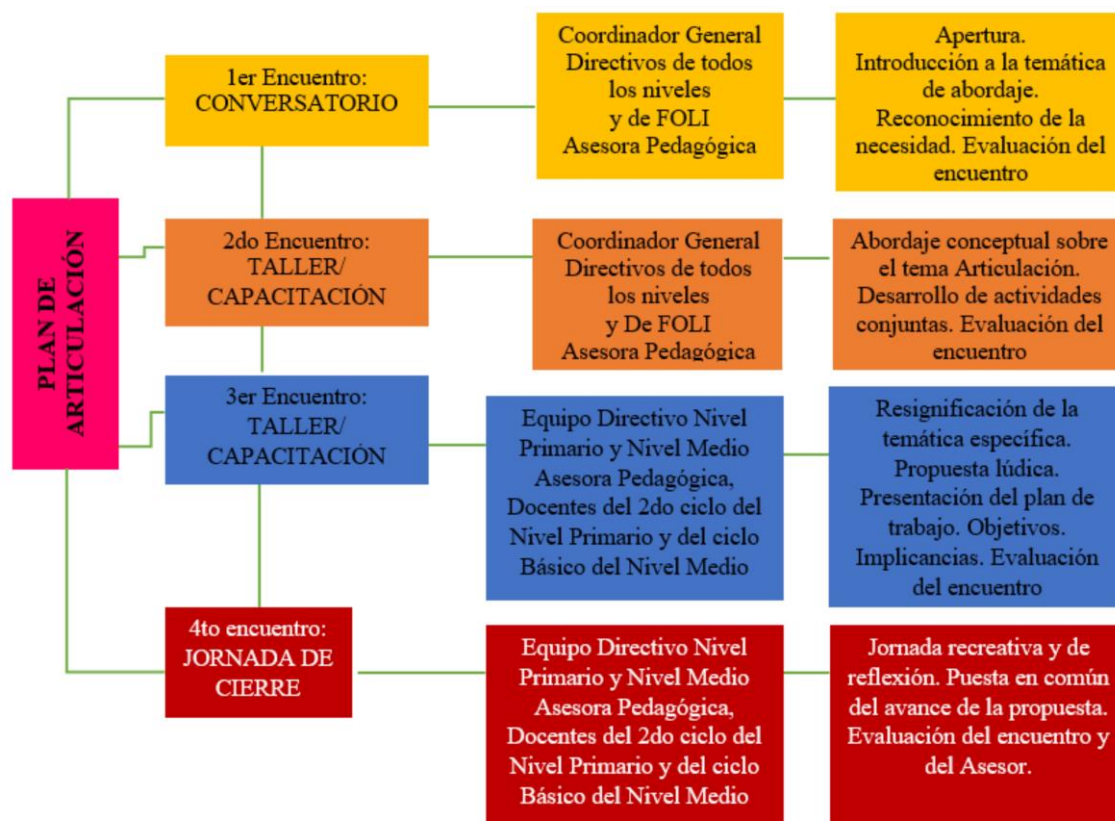 PLAN DE
ARTICULACIÓN
1er Encuentro:
CONVERSATORIO
Coordinador General
Directivos de todos
los niveles
y de FOLI
Asesora Pedagógica
Apertura.
Introducción a la temática
de abordaje.
Reconocimiento de la
necesidad. Evaluación del
encuentro
2do Encuentro:
TALLER/
CAPACITACIÓN
Coordinador General
Directivos de todos
los niveles
y De FOLI
Asesora Pedagógica
Abordaje conceptual sobre
el tema Articulación.
Desarrollo de actividades
conjuntas. Evaluación del
encuentro
3er Encuentro:
TALLER/
CAPACITACIÓN
Equipo Directivo Nivel
Primario y Nivel Medio
Asesora Pedagógica,
Docentes del 2do ciclo del
Nivel Primario y del ciclo
Básico del Nivel Medio
Resignificación de la
temática específica.
Propuesta lúdica.
Presentación del plan de
trabajo. Objetivos.
Implicancias. Evaluación
del encuentro
4to encuentro:
JORNADA DE
CIERRE
Equipo Directivo Nivel
Primario y Nivel Medio
Asesora Pedagógica,
Docentes del 2do ciclo del
Nivel Primario y del ciclo
Básico del Nivel Medio
Jornada recreativa y de
reflexión. Puesta en común
del avance de la propuesta.
Evaluación del encuentro y
del Asesor.